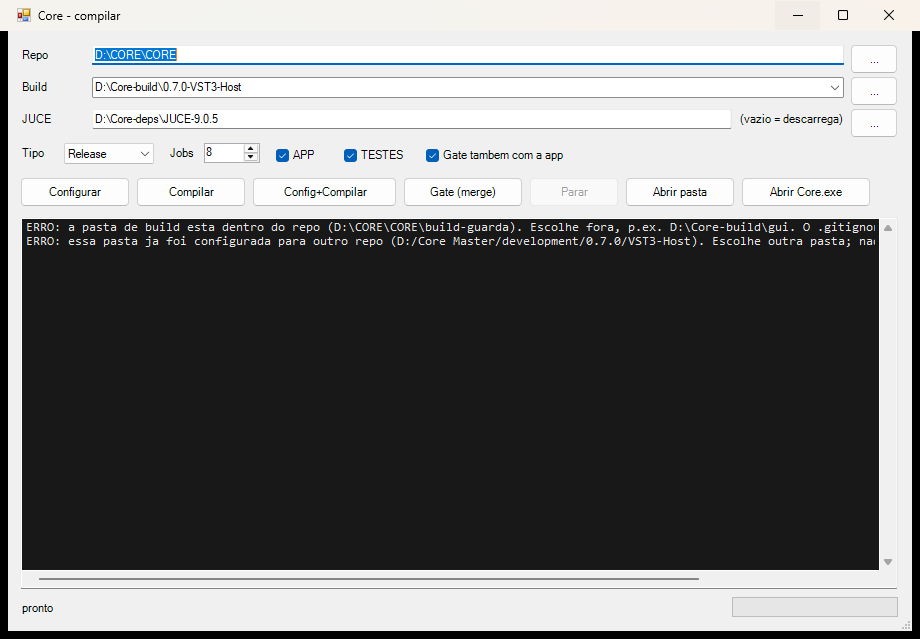 Core - compilar
Repo D:\CORE\CORE ...
Build D:\Core-build\0.7.0-VST3-Host ...
JUCE D:\Core-deps\JUCE-9.0.5 (vazio = descarrega) ...
Tipo Release Jobs 8 APP TESTES Gate tambem com a app
Configurar Compilar Config+Compilar Gate (merge) Parar Abrir pasta Abrir Core.exe
ERRO: a pasta de build esta dentro do repo (D:\CORE\CORE\build-guarda). Escolhe fora, p.ex. D:\Core-build\gui. O .gitigno
ERRO: essa pasta ja foi configurada para outro repo (D:/Core Master/development/0.7.0/VST3-Host). Escolhe outra pasta;
pronto